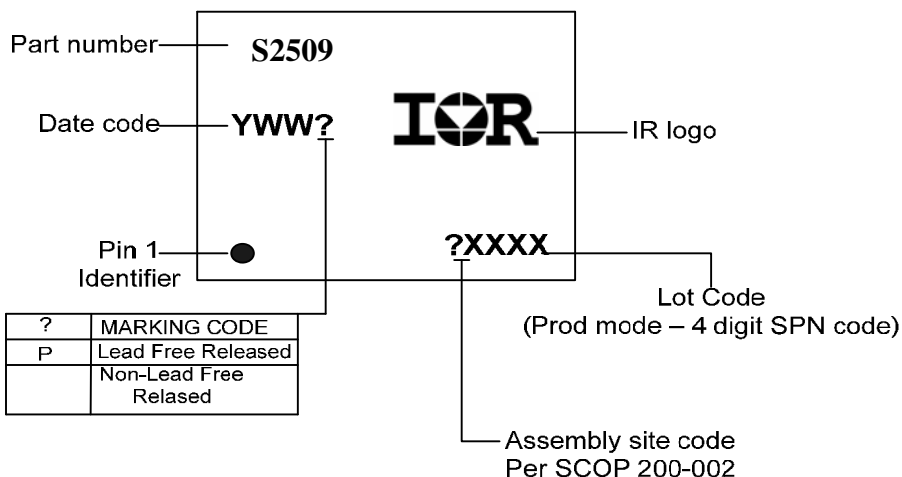 Part number
S2509
Date code
YWW?
IOR
IR logo
Pin 1
Identifier
?XXXX
Lot Code
(Prod mode – 4 digit SPN code)
? MARKING CODE
P Lead Free Released
Non-Lead Free
Relased
Assembly site code
Per SCOP 200-002